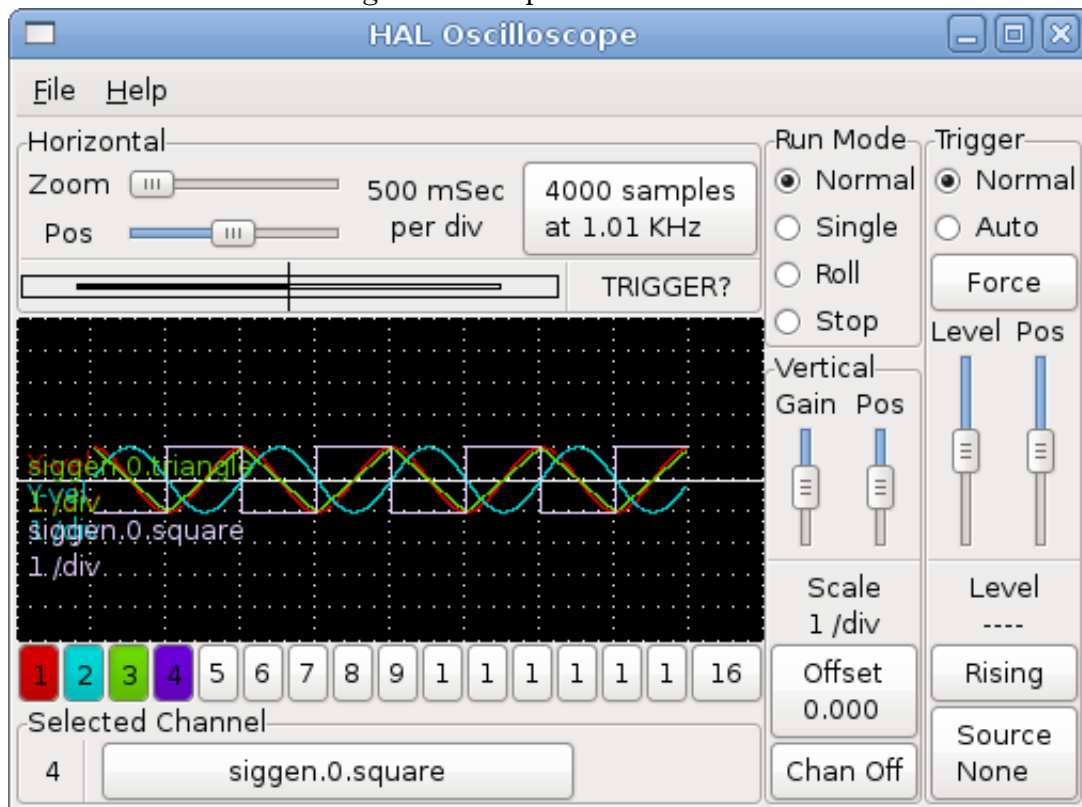 HAL Oscilloscope
File Help
Horizontal
Zoom
Pos
500 mSec
per div
4000 samples
at 1.01 KHz
TRIGGER?
Run Mode
Normal
Single
Roll
Stop
Trigger
Normal
Auto
Force
Level Pos
Vertical
Gain Pos
siggen.0.triangle
Y-vel
1 /div
siggen.0.square
1 /div
Scale
1 /div
Level
----
1 2 3 4 5 6 7 8 9 1 1 1 1 1 1 16
Offset
0.000
Rising
Selected Channel
4 siggen.0.square
Chan Off
Source
None